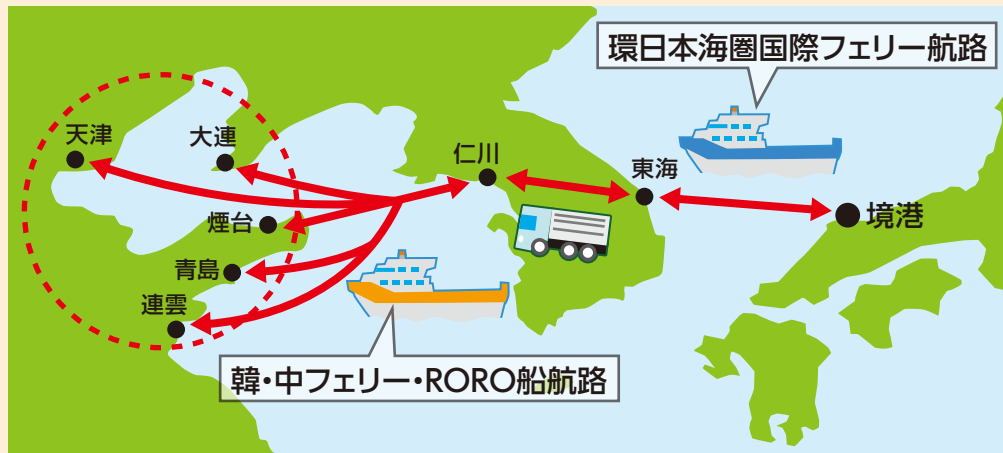 環日本海圏国際フェリー航路
天津
大連
仁川
東海
境港
煙台
青島
連雲
韓・中フェリー・RORO船航路